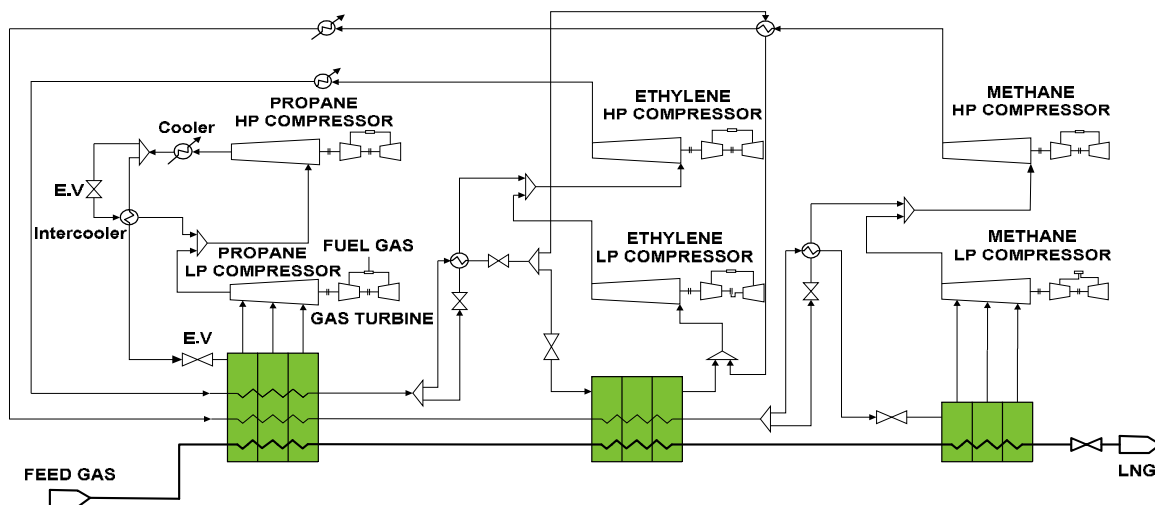 PROPANE
HP COMPRESSOR
ETHYLENE
HP COMPRESSOR
METHANE
HP COMPRESSOR
Cooler
E.V
Intercooler
PROPANE
LP COMPRESSOR
FUEL GAS
GAS TURBINE
ETHYLENE
LP COMPRESSOR
METHANE
LP COMPRESSOR
E.V
FEED GAS
LNG